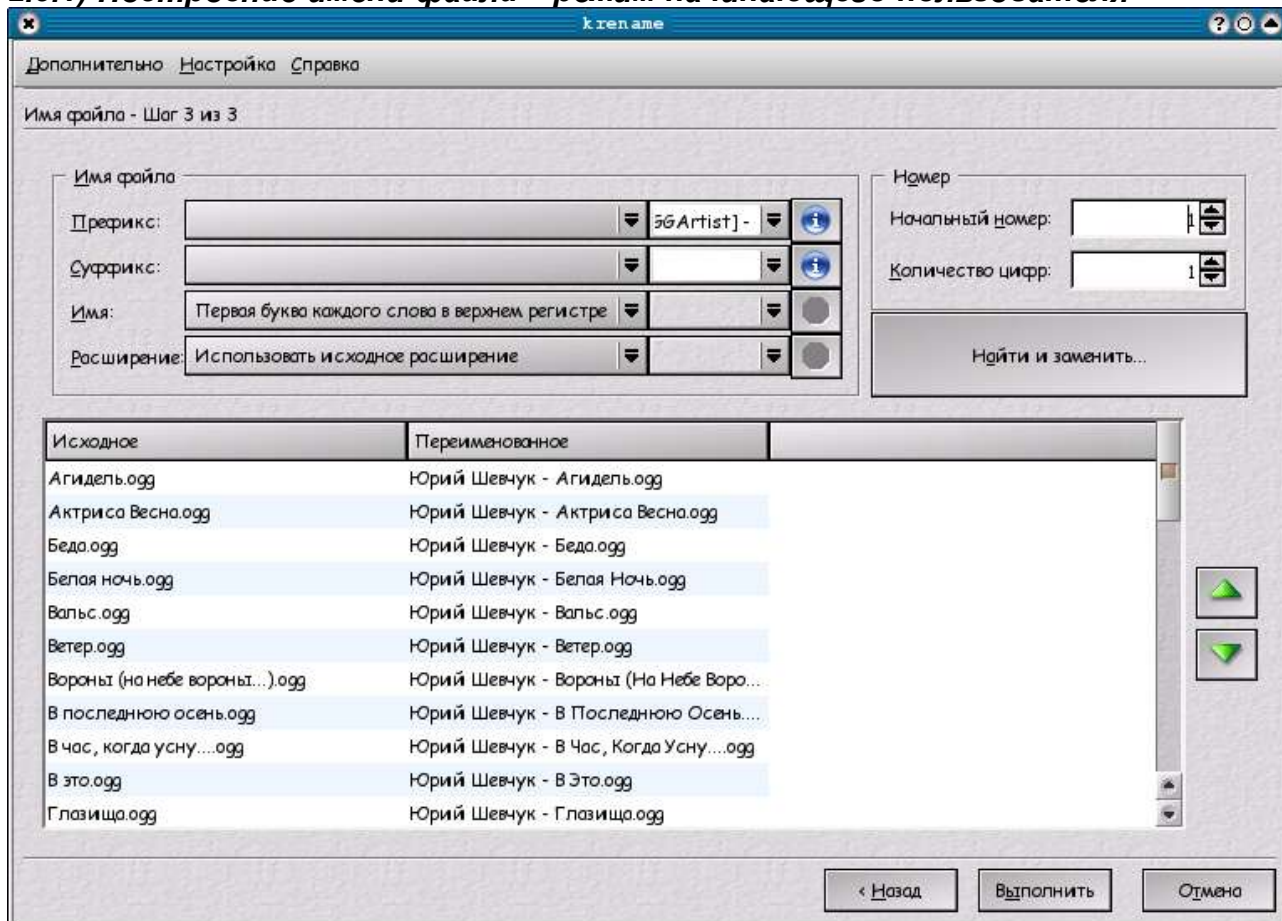 krename
Дополнительно Настройка Справка
Имя файла - Шаг 3 из 3
Имя файла
Префикс: GGArtist] -
Суффикс:
Имя: Первая буква каждого слова в верхнем регистре
Расширение: Использовать исходное расширение
Номер
Начальный номер: 1
Количество цифр: 1
Найти и заменить...
Исходное Переименованное
Агидель.ogg Юрий Шевчук - Агидель.ogg
Актриса Весна.ogg Юрий Шевчук - Актриса Весна.ogg
Беда.ogg Юрий Шевчук - Беда.ogg
Белая ночь.ogg Юрий Шевчук - Белая Ночь.ogg
Вальс.ogg Юрий Шевчук - Вальс.ogg
Ветер.ogg Юрий Шевчук - Ветер.ogg
Вороны (на небе вороны...).ogg Юрий Шевчук - Вороны (На Небе Воро...
В последнюю осень.ogg Юрий Шевчук - В Последнюю Осень....
В час, когда усну....ogg Юрий Шевчук - В Час, Когда Усну....ogg
В это.ogg Юрий Шевчук - В Это.ogg
Глазища.ogg Юрий Шевчук - Глазища.ogg
< Назад Выполнить Отмена